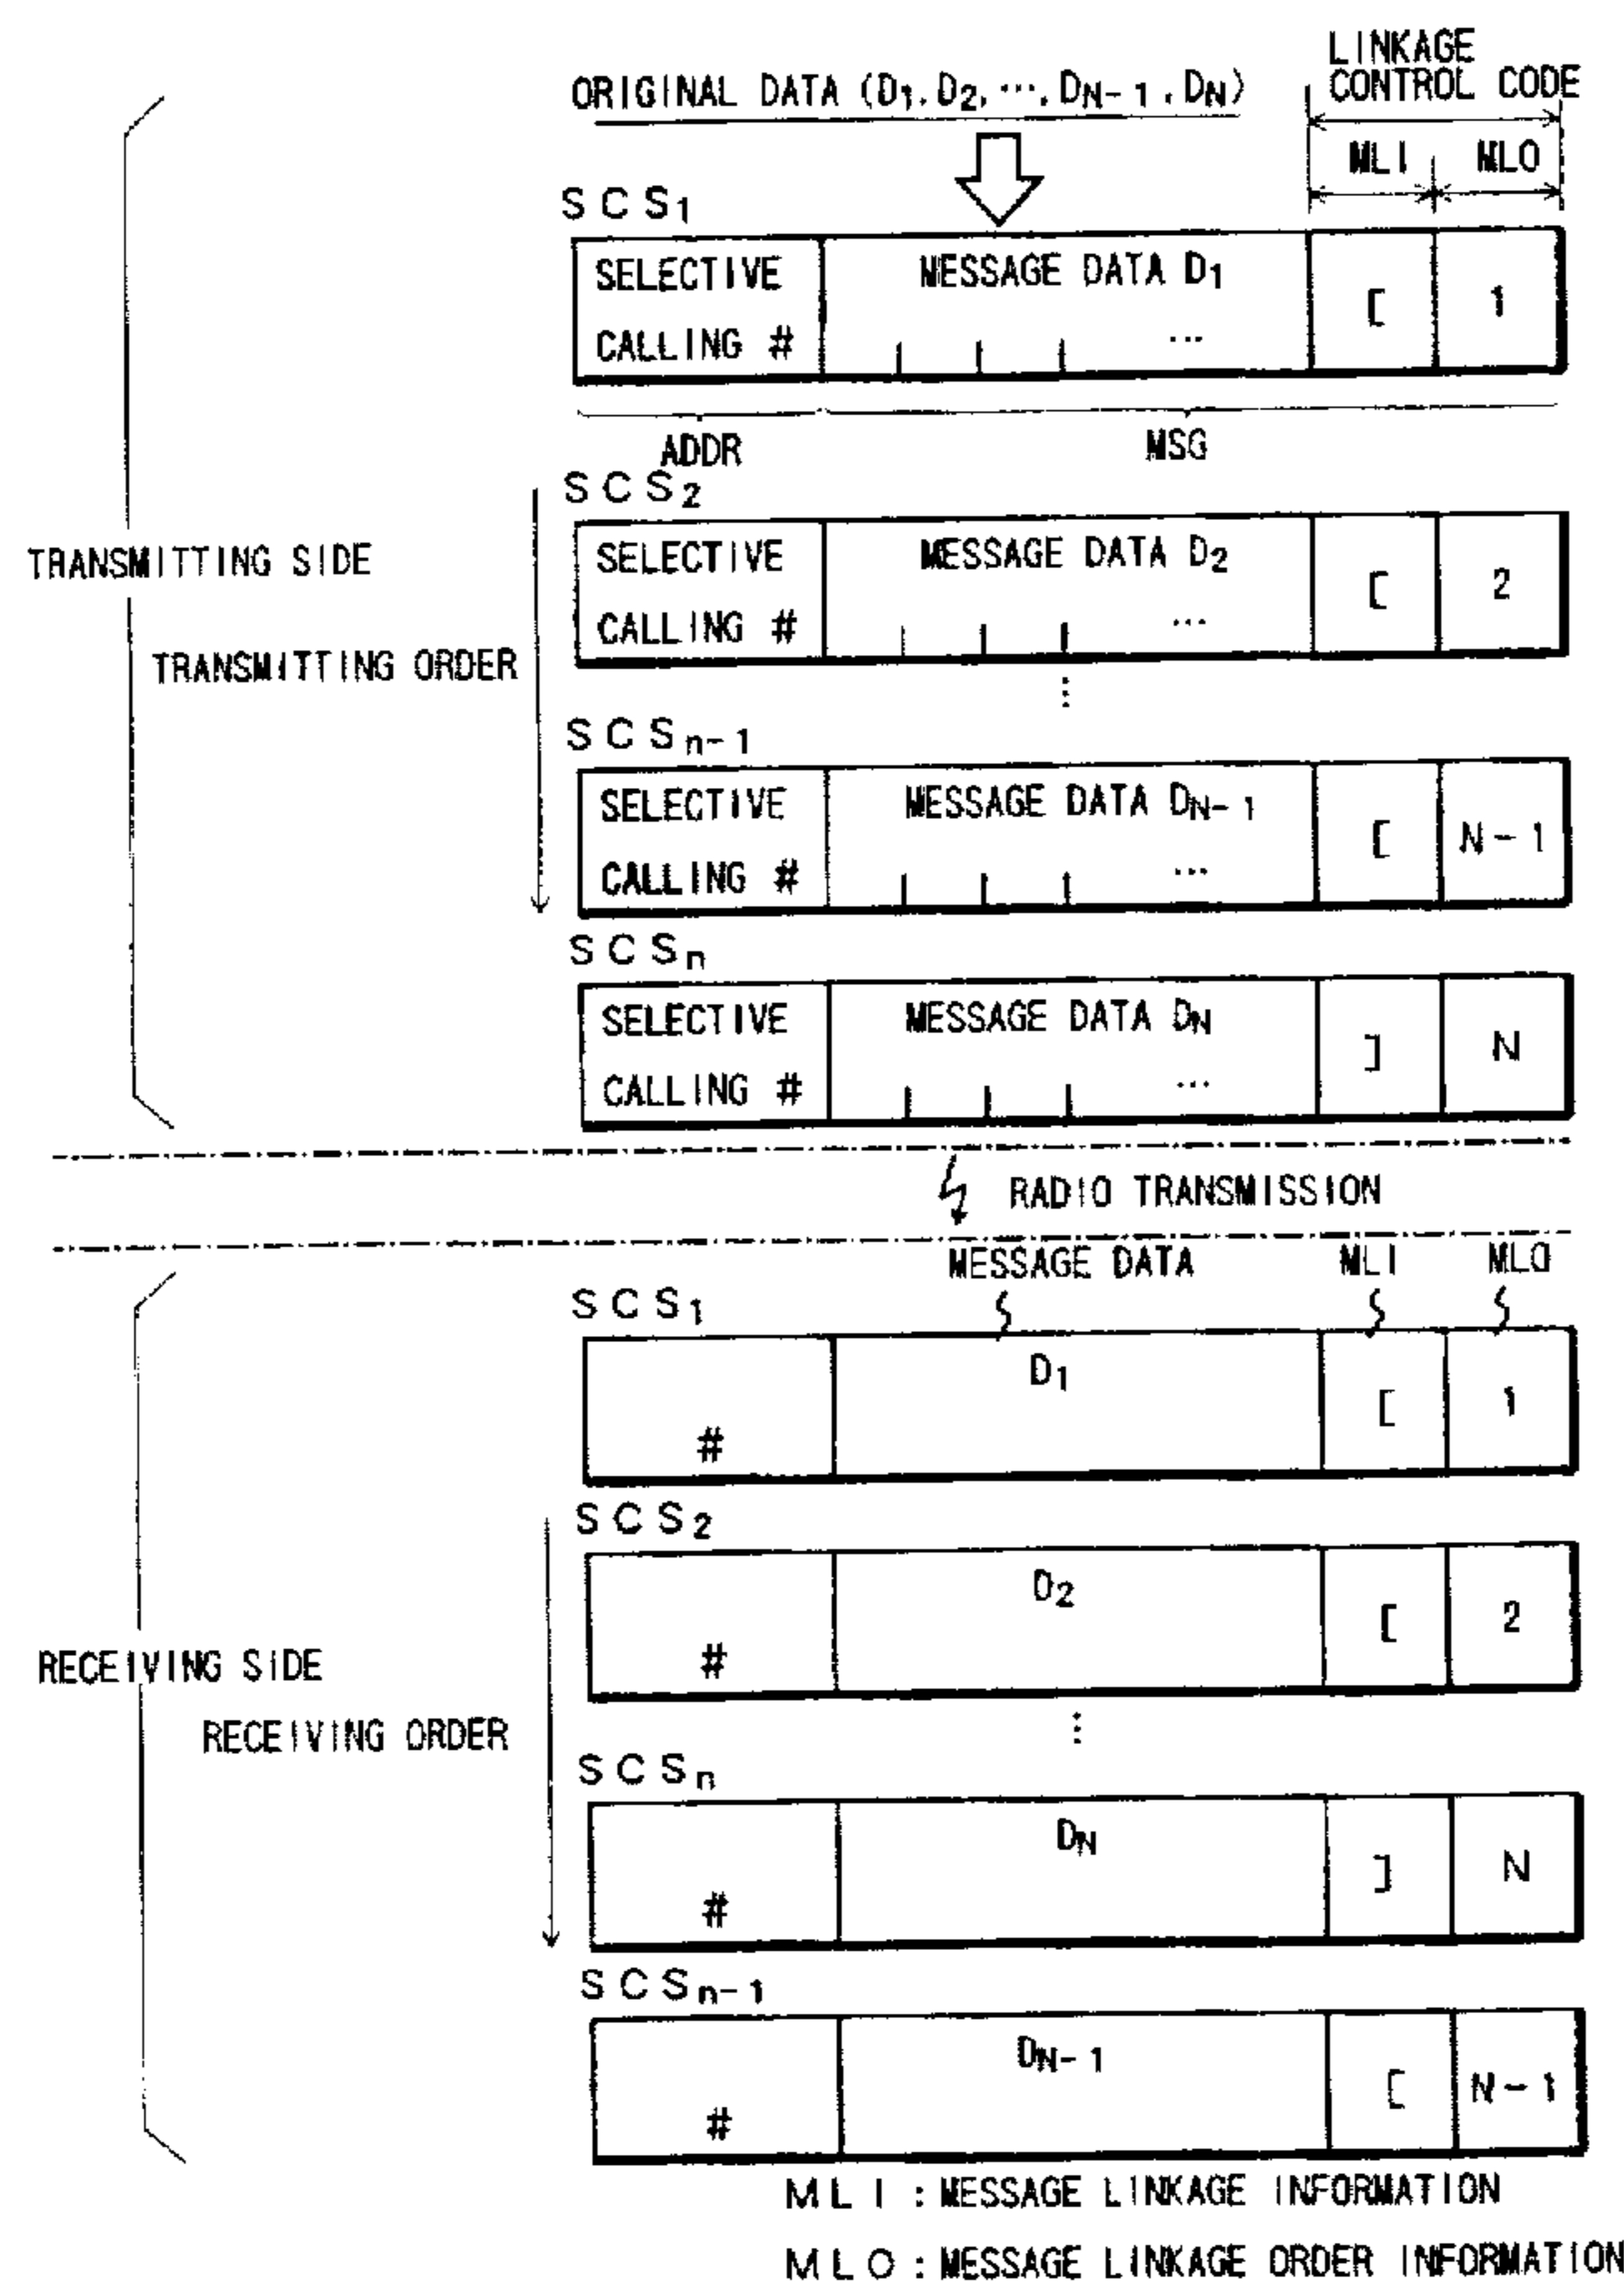 LINKAGE
CONTROL CODE
ORIGINAL DATA (D1, D2, ···, DN-1, DN)
MLI MLO
SCS1
SELECTIVE CALLING # MESSAGE DATA D1 ··· [ 1
ADDR MSG
SCS2
SELECTIVE CALLING # MESSAGE DATA D2 ··· [ 2
TRANSMITTING SIDE
TRANSMITTING ORDER
⋮
SCSn-1
SELECTIVE CALLING # MESSAGE DATA DN-1 ··· [ N-1
SCSn
SELECTIVE CALLING # MESSAGE DATA DN ··· ] N
RADIO TRANSMISSION
MESSAGE DATA MLI MLO
SCS1
# D1 [ 1
SCS2
# D2 [ 2
RECEIVING SIDE
RECEIVING ORDER
⋮
SCSn
# DN ] N
SCSn-1
# DN-1 [ N-1
MLI : MESSAGE LINKAGE INFORMATION
MLO : MESSAGE LINKAGE ORDER INFORMATION